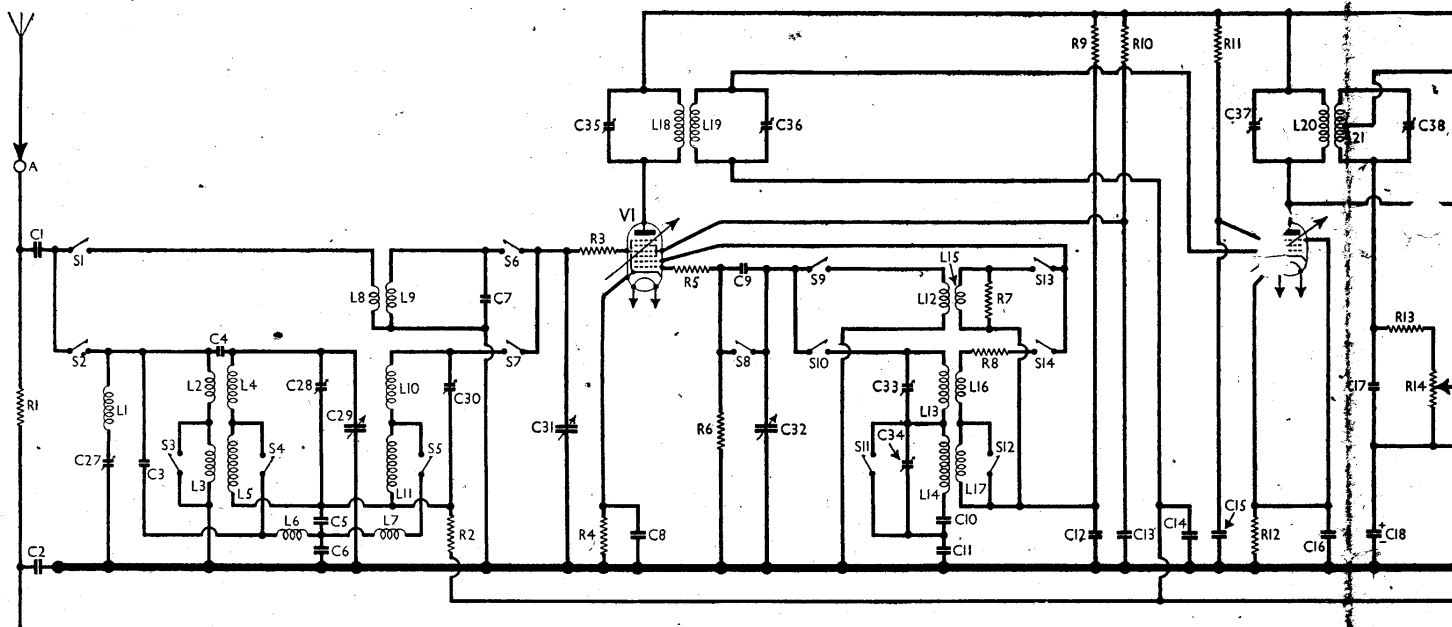 R9
R10
R11
C35
L18
L19
C36
C37
L20
L21
C38
A
V1
C1
S1
S6
R3
L8
L9
C7
R5
C9
S9
L15
L12
R7
S13
S2
C4
S7
S8
S10
R8
S14
R13
R1
L1
L2
L4
C28
L10
C30
C33
L16
C17
R14
C29
C31
R6
C32
L13
C27
C3
S3
S4
S5
S11
C34
S12
L3
L5
L11
L14
L17
L6
C5
L7
C6
R2
R4
C8
C10
C11
C12
C13
C14
C15
R12
C16
+
−
C18
C2